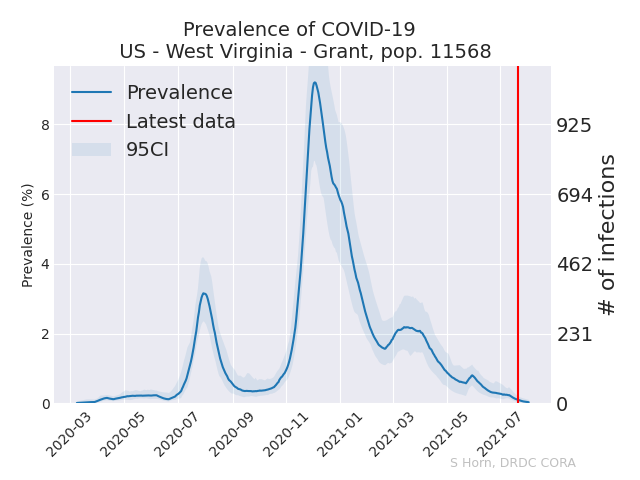 Prevalence of COVID-19
US - West Virginia - Grant, pop. 11568
Prevalence
Latest data
95CI
Prevalence (%)
8
6
4
2
0
925
694
462
231
0
# of infections
2020-03
2020-05
2020-07
2020-09
2020-11
2021-01
2021-03
2021-05
2021-07
S Horn, DRDC CORA